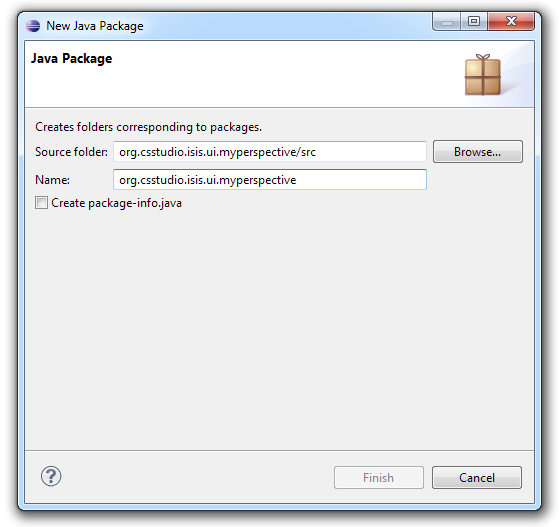 New Java Package
Java Package
Creates folders corresponding to packages.
Source folder: org.csstudio.isis.ui.myperspective/src Browse...
Name: org.csstudio.isis.ui.myperspective
Create package-info.java
? Finish Cancel